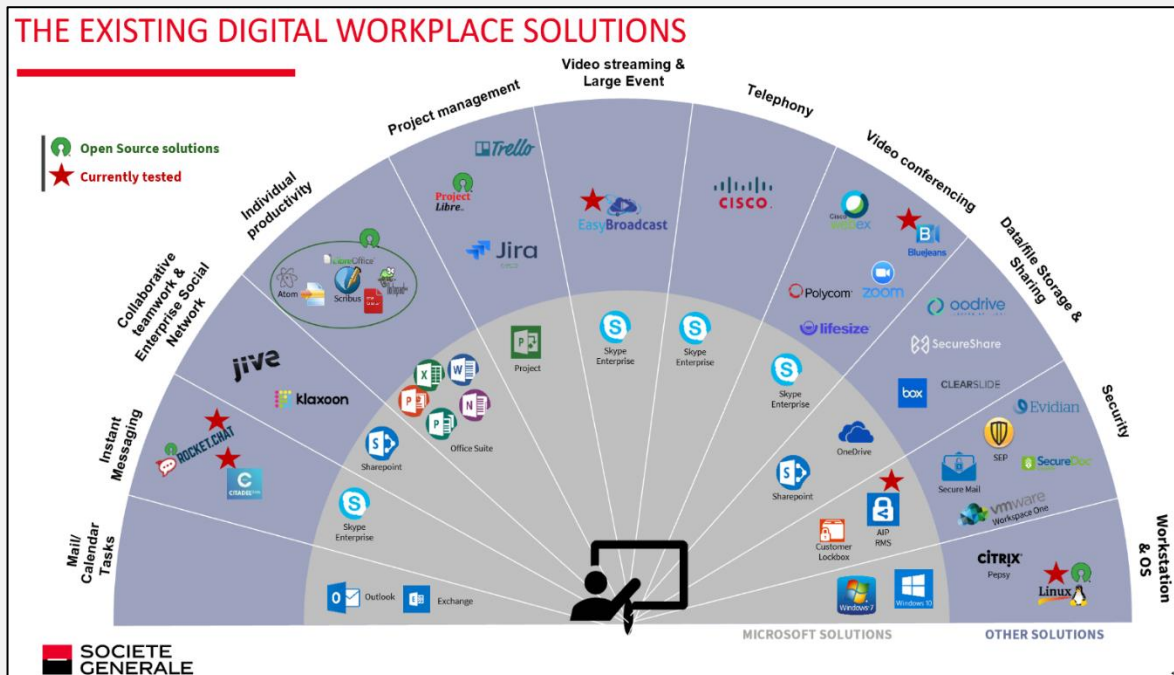 THE EXISTING DIGITAL WORKPLACE SOLUTIONS
Open Source solutions
Currently tested
Mail/
Calendar
Tasks
Instant
Messaging
Collaborative
teamwork &
Enterprise Social
Network
Individual
productivity
Project management
Video streaming &
Large Event
Telephony
Video conferencing
Data/file Storage &
Sharing
Security
Workstation
& OS
Outlook
Exchange
ROCKET.CHAT
CITADEL
Skype
Enterprise
jive
klaxoon
Sharepoint
LibreOffice
Atom
Scribus
Office Suite
Trello
Project
Libre
Jira
Project
EasyBroadcast
Skype
Enterprise
CISCO
Skype
Enterprise
Cisco
webex
Bluejeans
Polycom
zoom
lifesize
Skype
Enterprise
oodrive
SecureShare
box
CLEARSLIDE
OneDrive
Sharepoint
Evidian
SEP
SecureDoc
Secure Mail
vmware
Workspace One
AIP
RMS
Customer
Lockbox
CITRIX
Pepsy
Linux
Windows 7
Windows 10
MICROSOFT SOLUTIONS
OTHER SOLUTIONS
SOCIETE
GENERALE